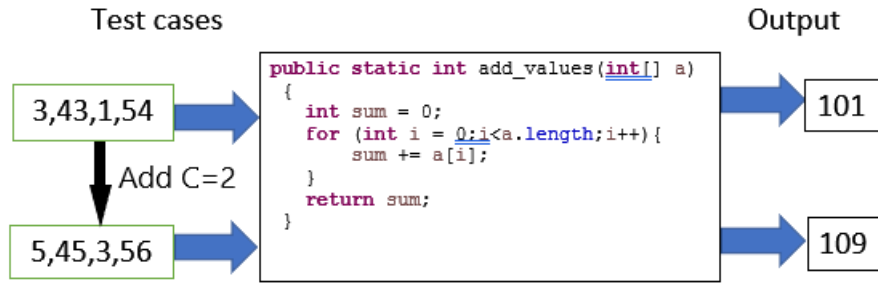 Test cases
Output
3,43,1,54
public static int add_values(int[] a)
{
int sum = 0;
for (int i = 0;i<a.length;i++){
sum += a[i];
}
return sum;
}
101
Add C=2
5,45,3,56
109